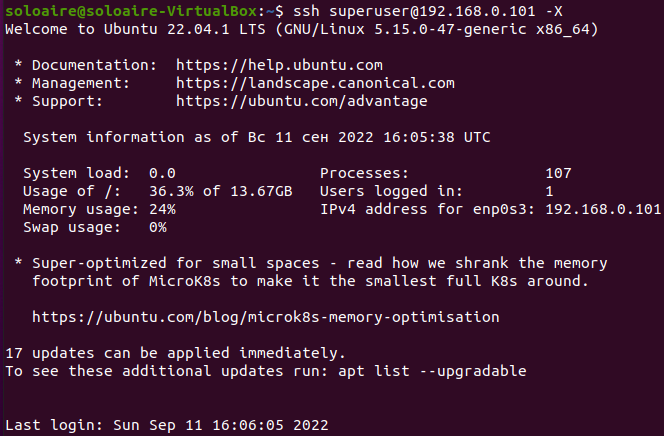 soloaire@soloaire-VirtualBox:~$ ssh superuser@192.168.0.101 -X
Welcome to Ubuntu 22.04.1 LTS (GNU/Linux 5.15.0-47-generic x86_64)

 * Documentation:  https://help.ubuntu.com
 * Management:     https://landscape.canonical.com
 * Support:        https://ubuntu.com/advantage

  System information as of Вс 11 сен 2022 16:05:38 UTC

  System load:  0.0                Processes:               107
  Usage of /:   36.3% of 13.67GB   Users logged in:         1
  Memory usage: 24%                IPv4 address for enp0s3: 192.168.0.101
  Swap usage:   0%

 * Super-optimized for small spaces - read how we shrank the memory
   footprint of MicroK8s to make it the smallest full K8s around.

   https://ubuntu.com/blog/microk8s-memory-optimisation

17 updates can be applied immediately.
To see these additional updates run: apt list --upgradable


Last login: Sun Sep 11 16:06:05 2022